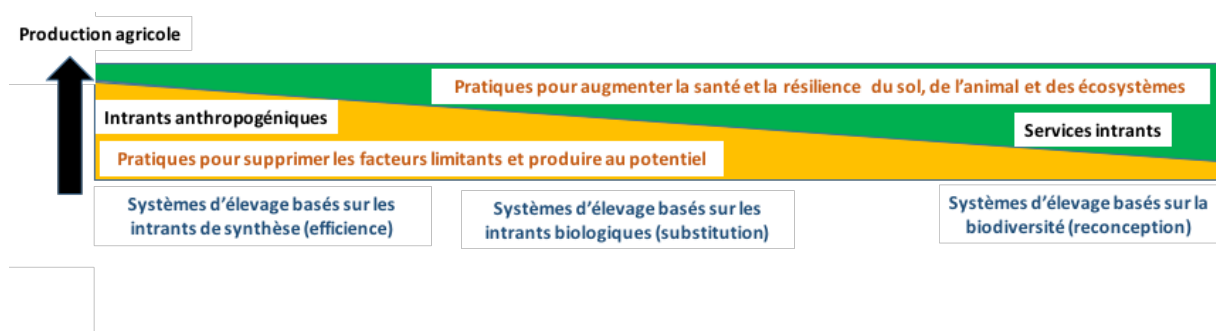 Production agricole
Pratiques pour augmenter la santé et la résilience du sol, de l'animal et des écosystèmes
Intrants anthropogéniques
Services intrants
Pratiques pour supprimer les facteurs limitants et produire au potentiel
Systèmes d'élevage basés sur les
intrants de synthèse (efficience)
Systèmes d'élevage basés sur les
intrants biologiques (substitution)
Systèmes d'élevage basés sur la
biodiversité (reconception)